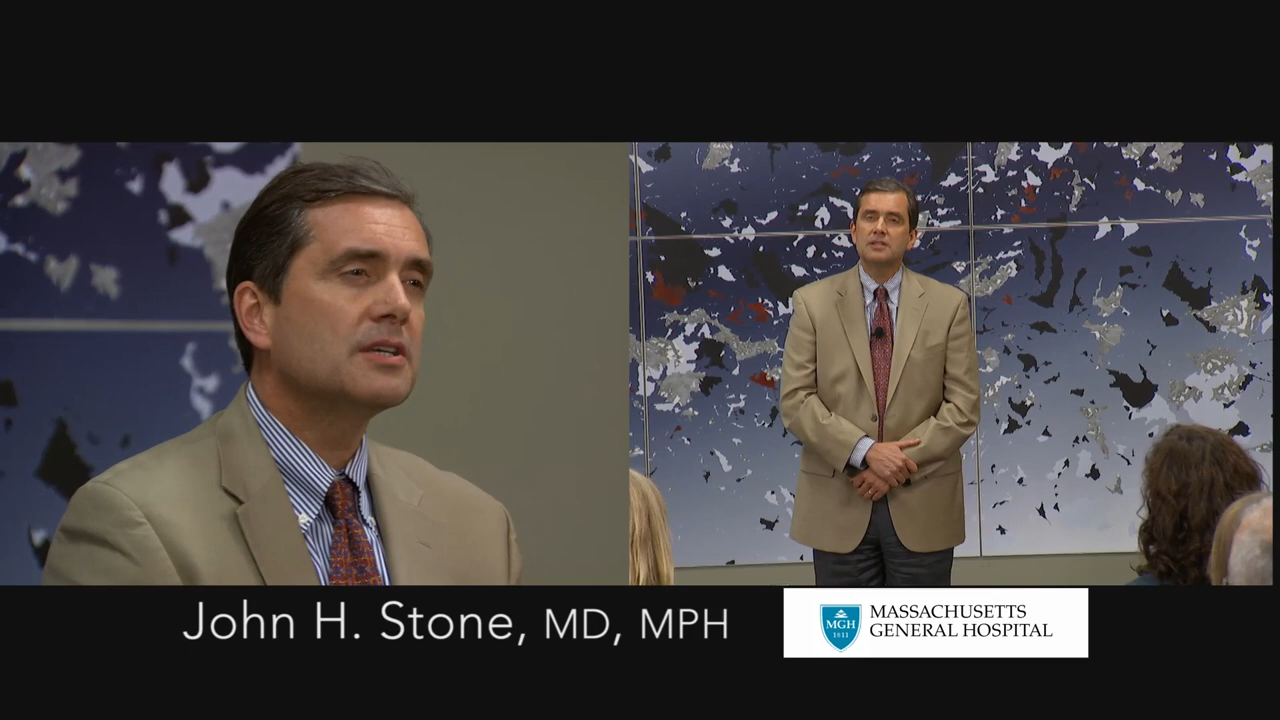 John H. Stone, MD, MPH
MGH
1811
MASSACHUSETTS
GENERAL HOSPITAL